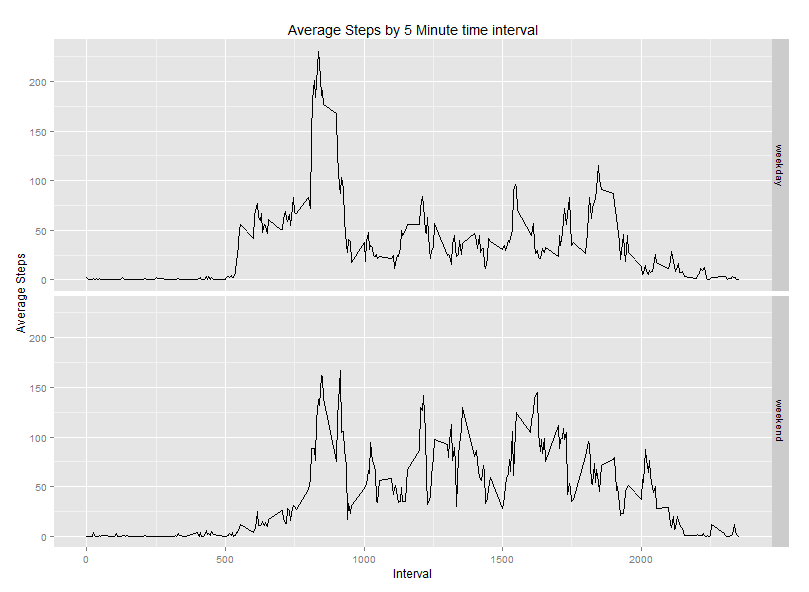 Average Steps by 5 Minute time interval
200
150
100
50
0
weekday
Average Steps
200
150
100
50
0
weekend
0 500 1000 1500 2000
Interval